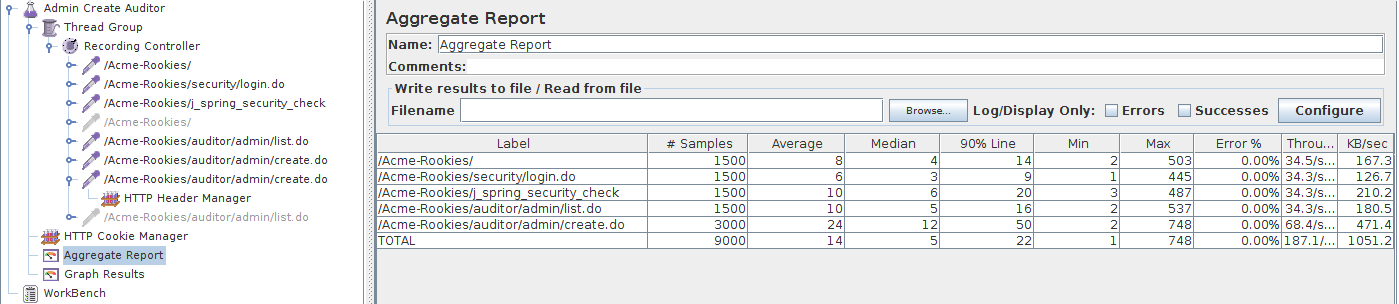 Admin Create Auditor
Thread Group
Recording Controller
/Acme-Rookies/
/Acme-Rookies/security/login.do
/Acme-Rookies/j_spring_security_check
/Acme-Rookies/
/Acme-Rookies/auditor/admin/list.do
/Acme-Rookies/auditor/admin/create.do
/Acme-Rookies/auditor/admin/create.do
HTTP Header Manager
/Acme-Rookies/auditor/admin/list.do
HTTP Cookie Manager
Aggregate Report
Graph Results
WorkBench
Aggregate Report
Name: Aggregate Report
Comments:
Write results to file / Read from file
Filename Browse... Log/Display Only: Errors Successes Configure
Label # Samples Average Median 90% Line Min Max Error % Throu... KB/sec
/Acme-Rookies/ 1500 8 4 14 2 503 0.00% 34.5/s... 167.3
/Acme-Rookies/security/login.do 1500 6 3 9 1 445 0.00% 34.3/s... 126.7
/Acme-Rookies/j_spring_security_check 1500 10 6 20 3 487 0.00% 34.3/s... 210.2
/Acme-Rookies/auditor/admin/list.do 1500 10 5 16 2 537 0.00% 34.3/s... 180.5
/Acme-Rookies/auditor/admin/create.do 3000 24 12 50 2 748 0.00% 68.4/s... 471.4
TOTAL 9000 14 5 22 1 748 0.00% 187.1/... 1051.2